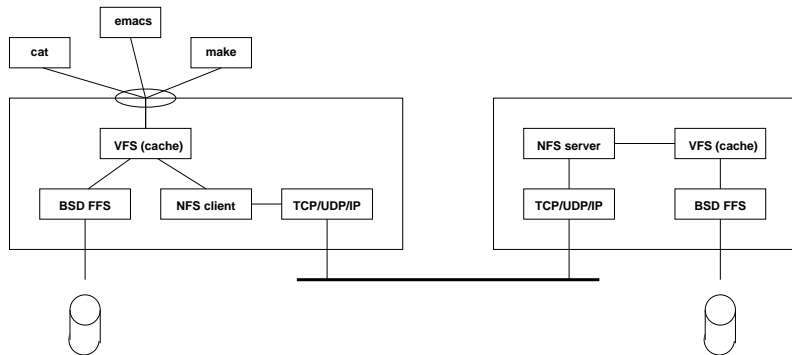 emacs
cat
make
VFS (cache)
NFS server
VFS (cache)
BSD FFS
NFS client
TCP/UDP/IP
TCP/UDP/IP
BSD FFS